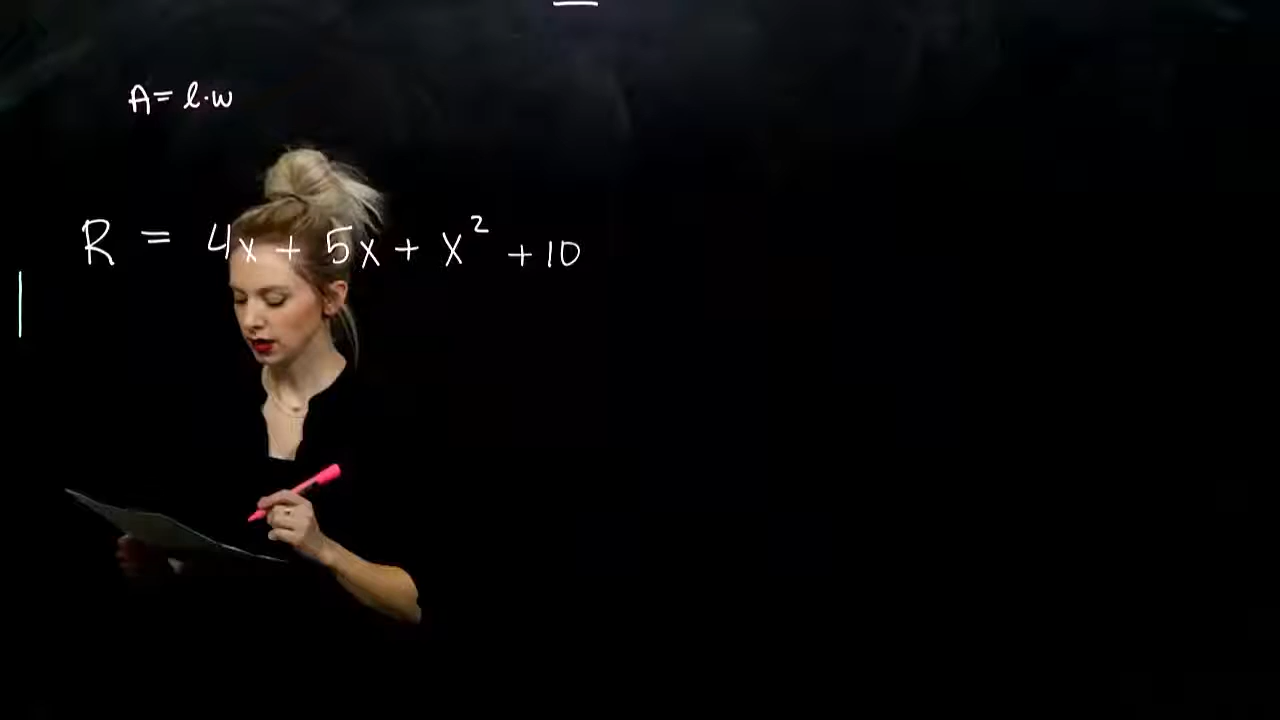 A = l·w
R = 4x + 5x + x² + 10